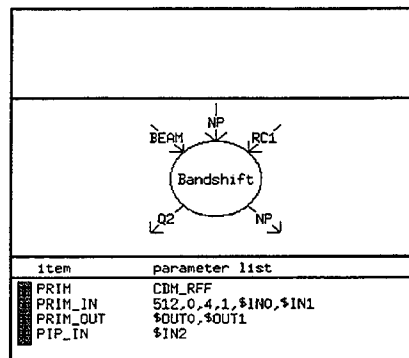 NP
BEAM RC1
Bandshift
Q2 NP
item parameter list
PRIM CDM_RFF
PRIM_IN 512,0,4,1,$IN0,$IN1
PRIM_OUT $OUT0,$OUT1
PIP_IN $IN2